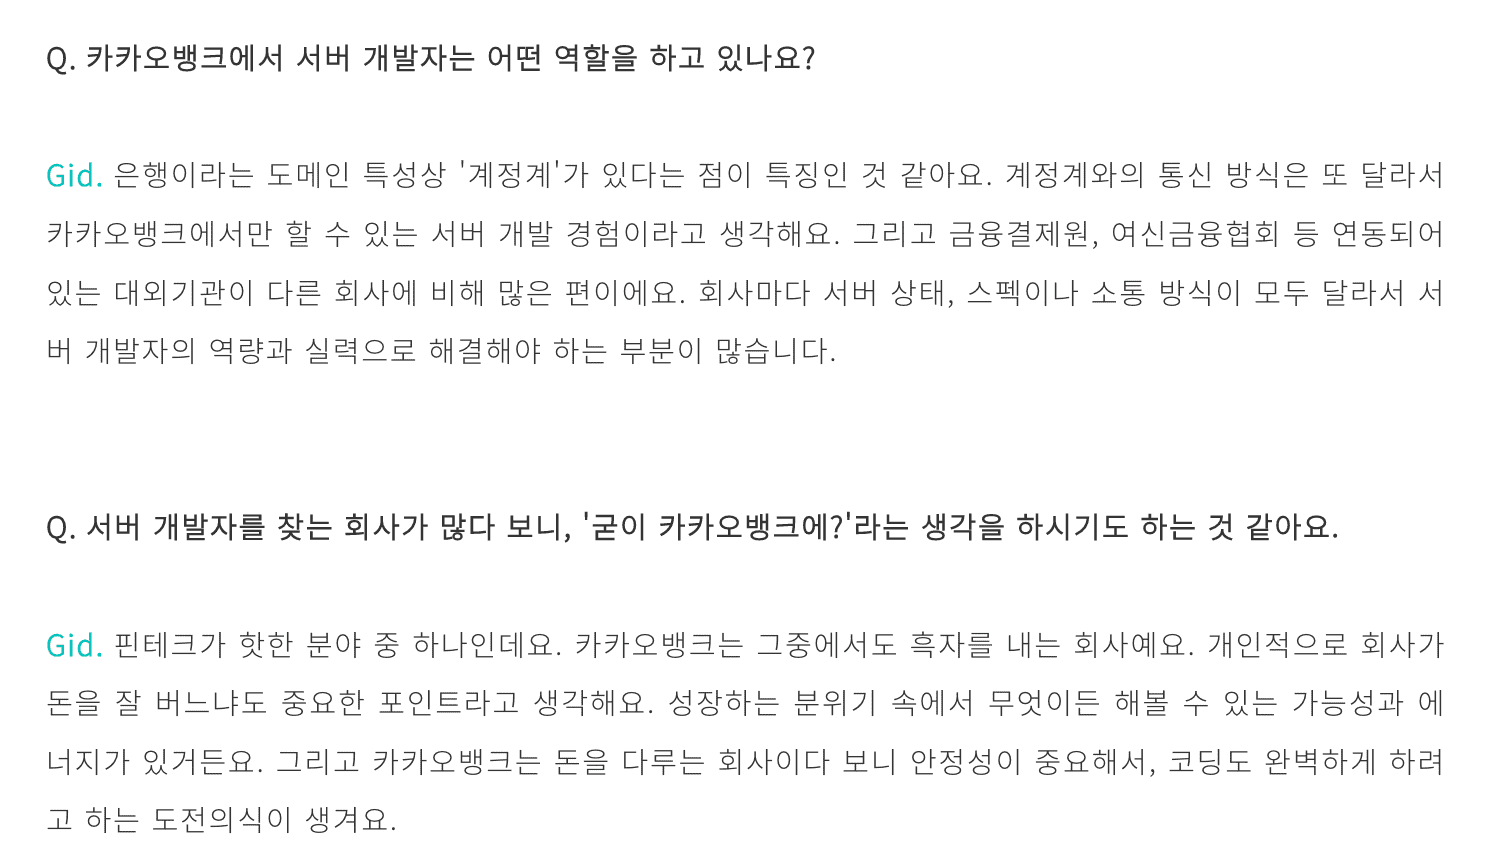 Q. 카카오뱅크에서 서버 개발자는 어떤 역할을 하고 있나요?
Gid. 은행이라는 도메인 특성상 '계정계'가 있다는 점이 특징인 것 같아요. 계정계와의 통신 방식은 또 달라서
카카오뱅크에서만 할 수 있는 서버 개발 경험이라고 생각해요. 그리고 금융결제원, 여신금융협회 등 연동되어
있는 대외기관이 다른 회사에 비해 많은 편이에요. 회사마다 서버 상태, 스펙이나 소통 방식이 모두 달라서 서
버 개발자의 역량과 실력으로 해결해야 하는 부분이 많습니다.
Q. 서버 개발자를 찾는 회사가 많다 보니, '굳이 카카오뱅크에?'라는 생각을 하시기도 하는 것 같아요.
Gid. 핀테크가 핫한 분야 중 하나인데요. 카카오뱅크는 그중에서도 흑자를 내는 회사예요. 개인적으로 회사가
돈을 잘 버느냐도 중요한 포인트라고 생각해요. 성장하는 분위기 속에서 무엇이든 해볼 수 있는 가능성과 에
너지가 있거든요. 그리고 카카오뱅크는 돈을 다루는 회사이다 보니 안정성이 중요해서, 코딩도 완벽하게 하려
고 하는 도전의식이 생겨요.